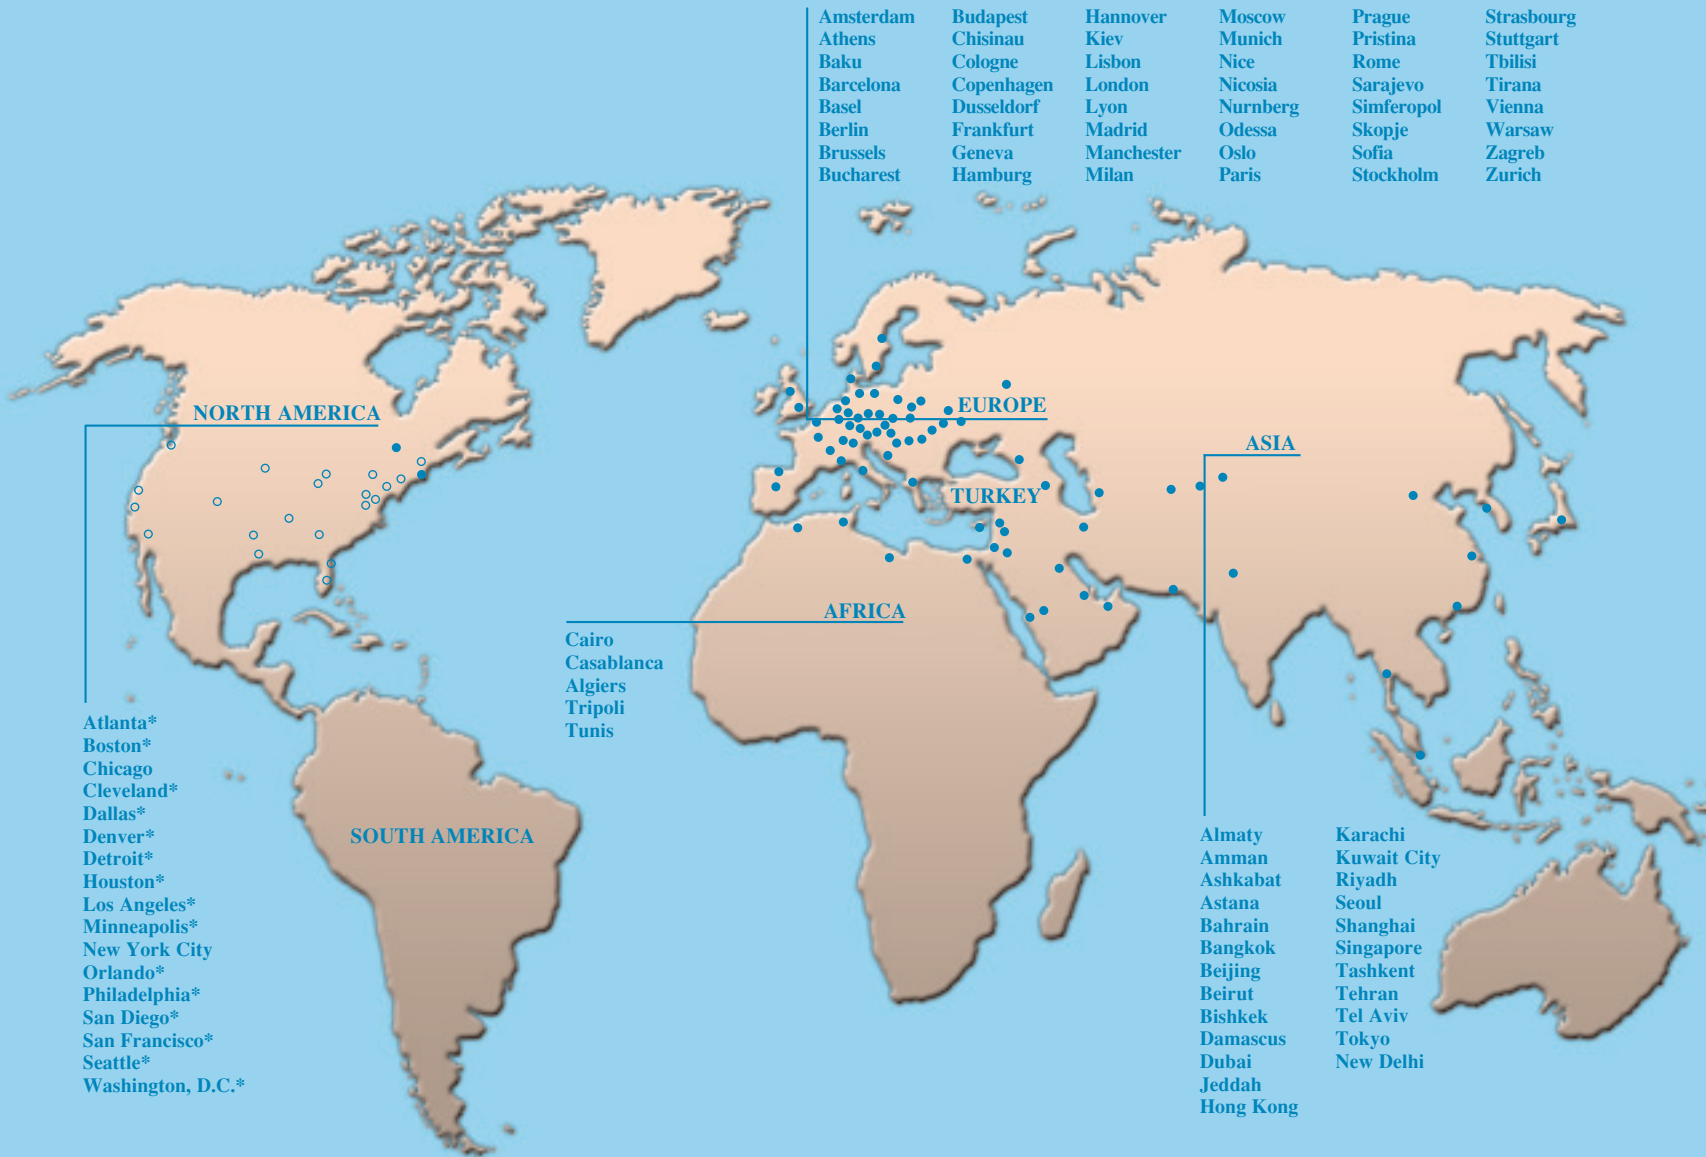 Amsterdam
Athens
Baku
Barcelona
Basel
Berlin
Brussels
Bucharest
Budapest
Chisinau
Cologne
Copenhagen
Dusseldorf
Frankfurt
Geneva
Hamburg
Hannover
Kiev
Lisbon
London
Lyon
Madrid
Manchester
Milan
Moscow
Munich
Nice
Nicosia
Nurnberg
Odessa
Oslo
Paris
Prague
Pristina
Rome
Sarajevo
Simferopol
Skopje
Sofia
Stockholm
Strasbourg
Stuttgart
Tbilisi
Tirana
Vienna
Warsaw
Zagreb
Zurich
NORTH AMERICA
EUROPE
ASIA
TURKEY
AFRICA
Cairo
Casablanca
Algiers
Tripoli
Tunis
Atlanta*
Boston*
Chicago
Cleveland*
Dallas*
Denver*
Detroit*
Houston*
Los Angeles*
Minneapolis*
New York City
Orlando*
Philadelphia*
San Diego*
San Francisco*
Seattle*
Washington, D.C.*
SOUTH AMERICA
Almaty
Amman
Ashkabat
Astana
Bahrain
Bangkok
Beijing
Beirut
Bishkek
Damascus
Dubai
Jeddah
Hong Kong
Karachi
Kuwait City
Riyadh
Seoul
Shanghai
Singapore
Tashkent
Tehran
Tel Aviv
Tokyo
New Delhi